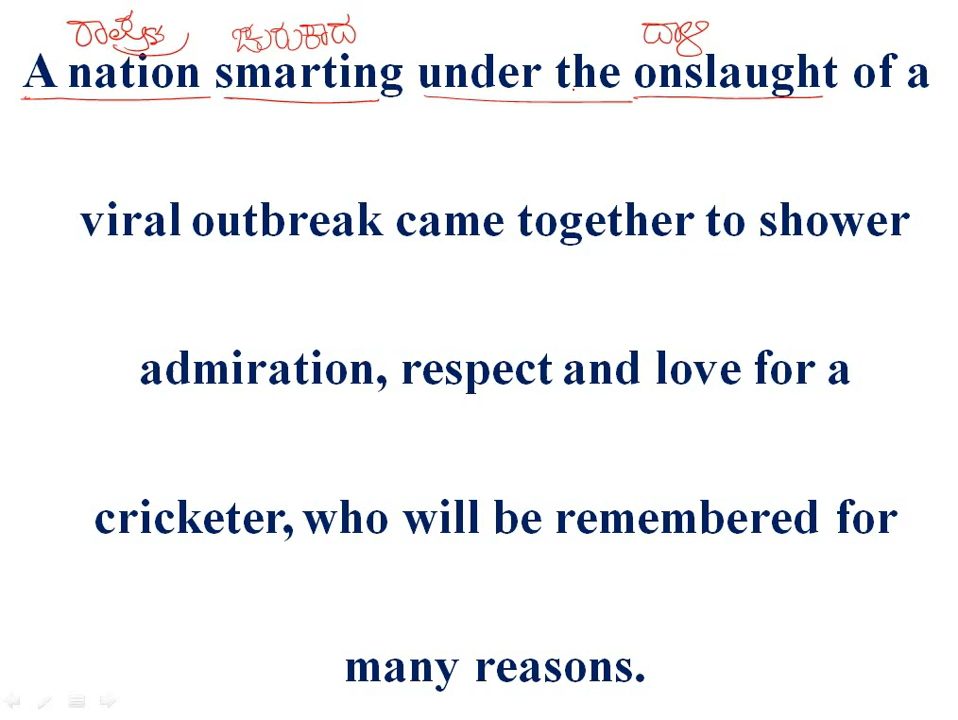 ರಾಷ್ಟ್ರ ಚುರುಕಾದ ದಾಳಿ
A nation smarting under the onslaught of a
viral outbreak came together to shower
admiration, respect and love for a
cricketer, who will be remembered for
many reasons.